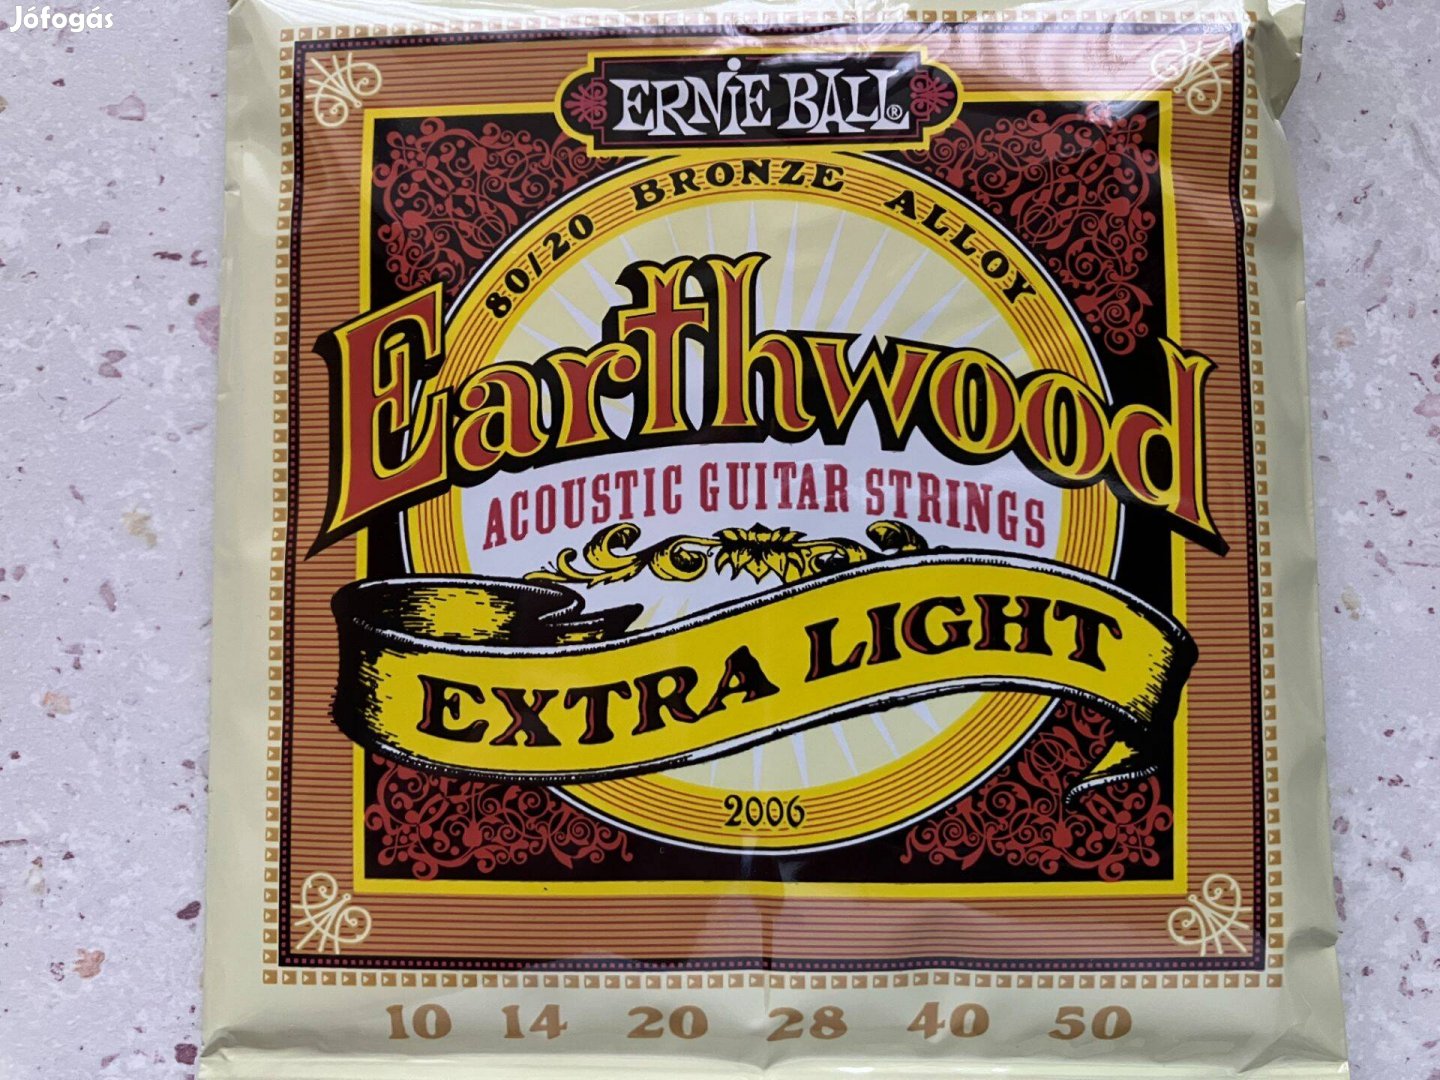 Jófogás
ERNIE BALL®
80/20 BRONZE ALLOY
Earthwood
ACOUSTIC GUITAR STRINGS
EXTRA LIGHT
2006
10 14 20 28 40 50